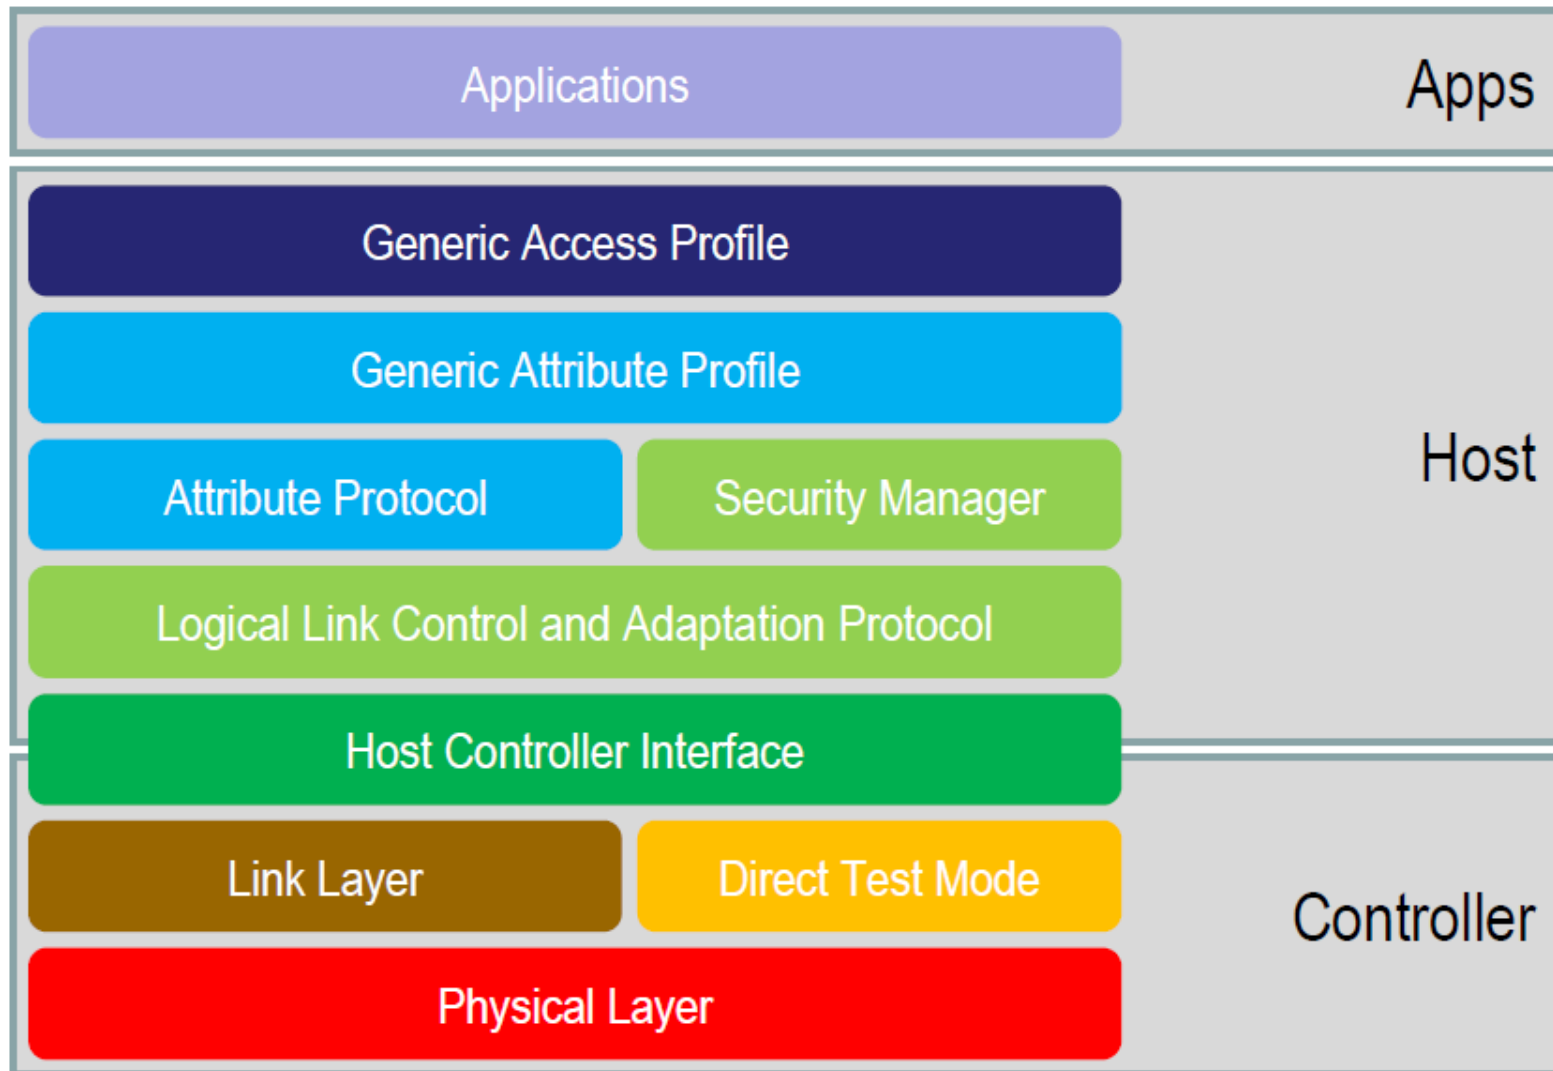 Applications
Apps
Generic Access Profile
Generic Attribute Profile
Host
Attribute Protocol
Security Manager
Logical Link Control and Adaptation Protocol
Host Controller Interface
Link Layer
Direct Test Mode
Controller
Physical Layer